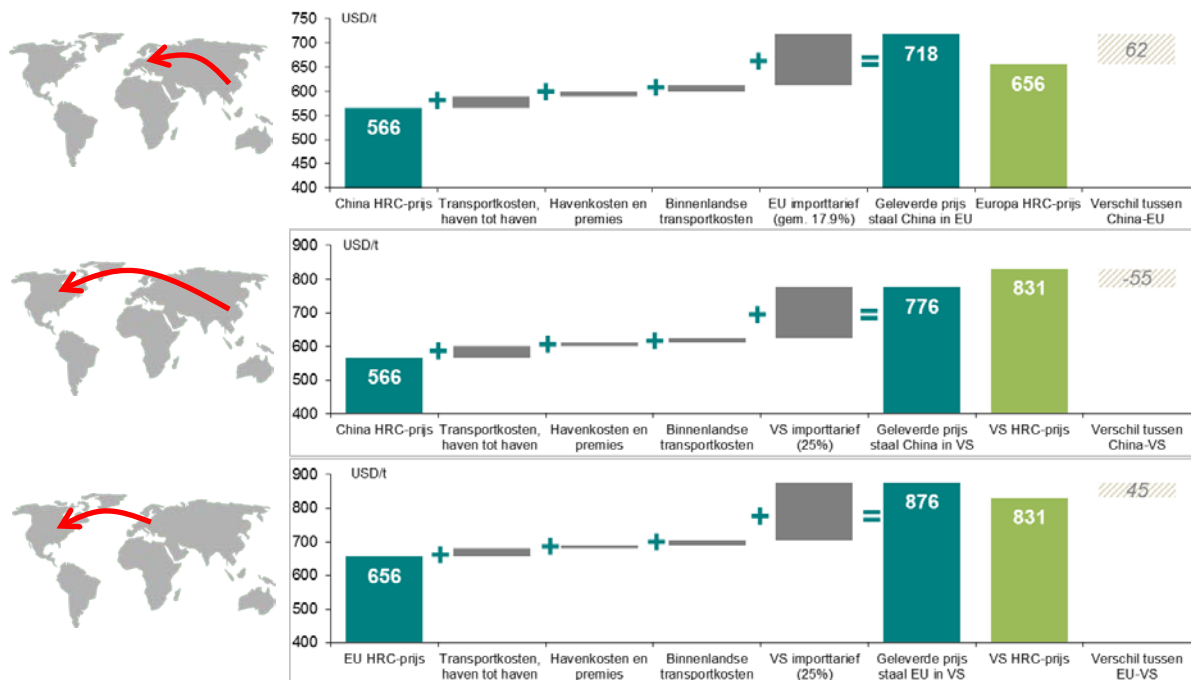 USD/t
750
700
650
600
550
500
450
400
566
718
656
62
China HRC-prijs
Transportkosten,
haven tot haven
Havenkosten en
premies
Binnenlandse
transportkosten
EU importtarief
(gem. 17.9%)
Geleverde prijs
staal China in EU
Europa HRC-prijs
Verschil tussen
China-EU
USD/t
900
800
700
600
500
400
566
776
831
-55
China HRC-prijs
Transportkosten,
haven tot haven
Havenkosten en
premies
Binnenlandse
transportkosten
VS importtarief
(25%)
Geleverde prijs
staal China in VS
VS HRC-prijs
Verschil tussen
China-VS
USD/t
900
800
700
600
500
400
656
876
831
45
EU HRC-prijs
Transportkosten,
haven tot haven
Havenkosten en
premies
Binnenlandse
transportkosten
VS importtarief
(25%)
Geleverde prijs
staal EU in VS
VS HRC-prijs
Verschil tussen
EU-VS